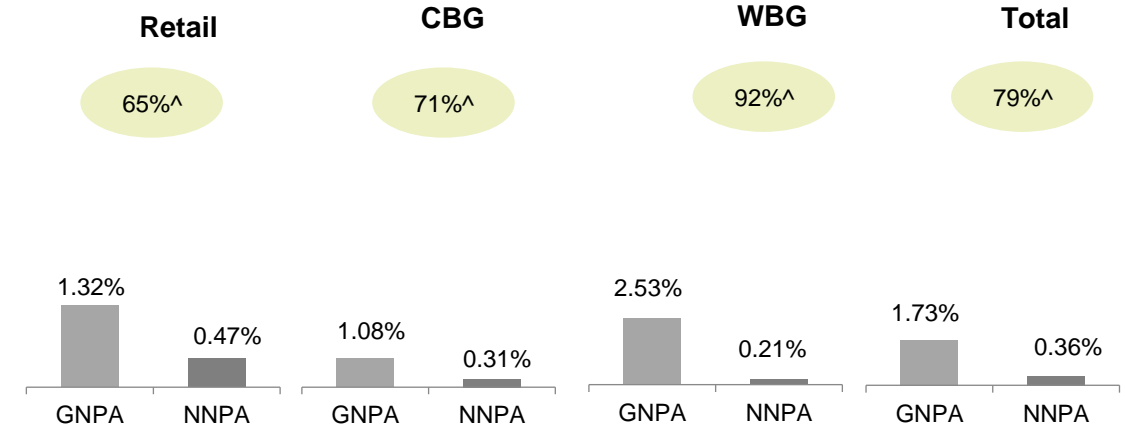 Retail CBG WBG Total
65%^ 71%^ 92%^ 79%^
1.32% 0.47% 1.08% 0.31% 2.53% 0.21% 1.73% 0.36%
GNPA NNPA GNPA NNPA GNPA NNPA GNPA NNPA